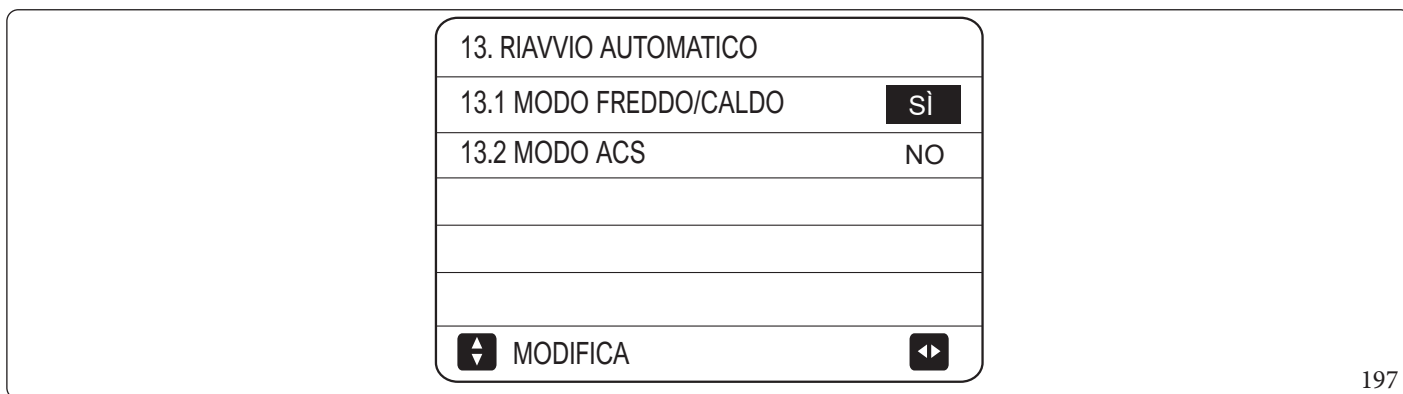 13. RIAVVIO AUTOMATICO
13.1 MODO FREDDO/CALDO SÌ
13.2 MODO ACS NO
MODIFICA
197